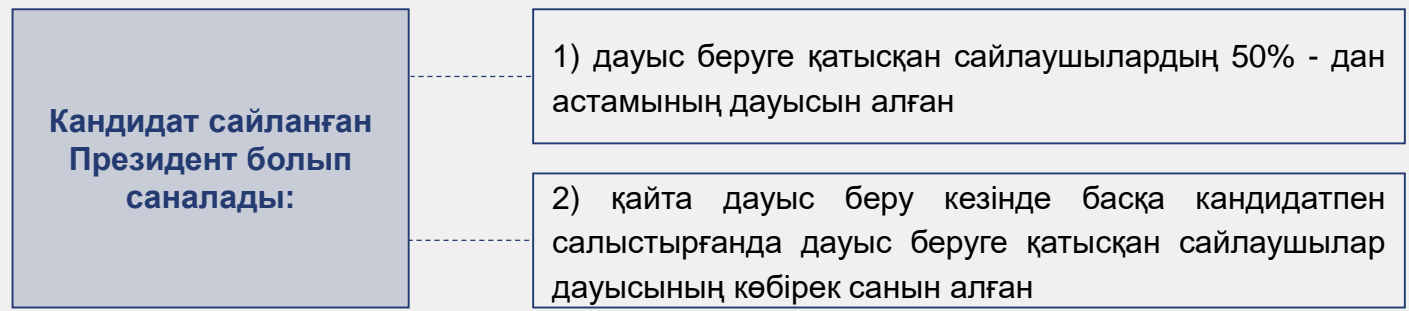 Кандидат сайланған
Президент болып
саналады:
1) дауыс беруге қатысқан сайлаушылардың 50% - дан
астамының дауысын алған
2) қайта дауыс беру кезінде басқа кандидатпен
салыстырғанда дауыс беруге қатысқан сайлаушылар
дауысының көбірек санын алған